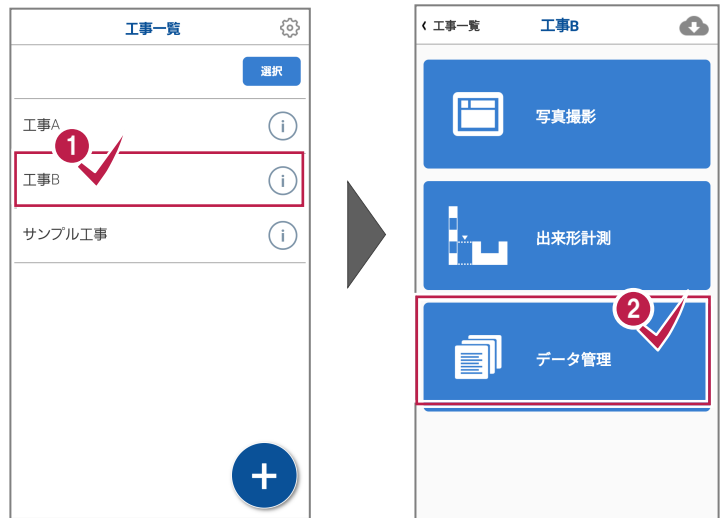 工事一覧
選択
工事A
1
工事B
サンプル工事
工事一覧
工事B
写真撮影
出来形計測
2
データ管理